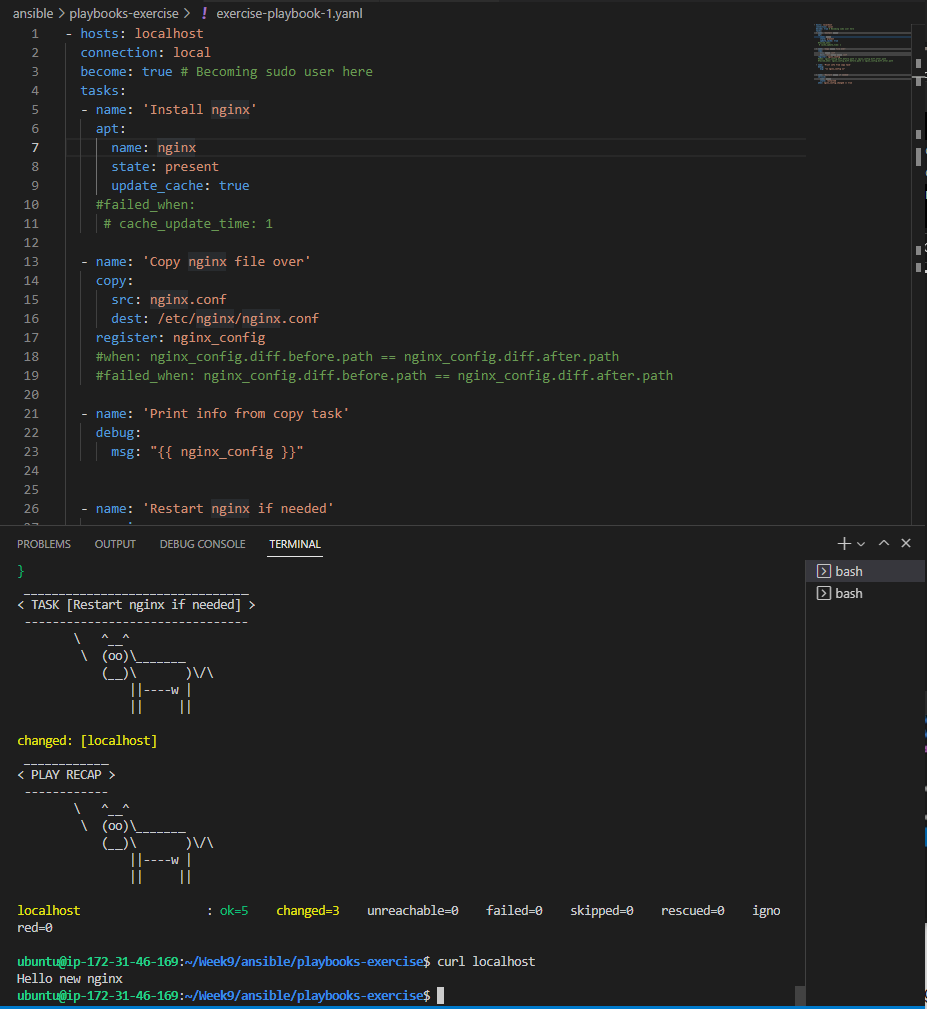 ansible > playbooks-exercise > ! exercise-playbook-1.yaml
1 - hosts: localhost
2 connection: local
3 become: true # Becoming sudo user here
4 tasks:
5 - name: 'Install nginx'
6 apt:
7 name: nginx
8 state: present
9 update_cache: true
10 #failed_when:
11 # cache_update_time: 1
12
13 - name: 'Copy nginx file over'
14 copy:
15 src: nginx.conf
16 dest: /etc/nginx/nginx.conf
17 register: nginx_config
18 #when: nginx_config.diff.before.path == nginx_config.diff.after.path
19 #failed_when: nginx_config.diff.before.path == nginx_config.diff.after.path
20
21 - name: 'Print info from copy task'
22 debug:
23 msg: "{{ nginx_config }}"
24
25
26 - name: 'Restart nginx if needed'
PROBLEMS OUTPUT DEBUG CONSOLE TERMINAL
bash
bash
}
 ________________________________
< TASK [Restart nginx if needed] >
 --------------------------------
        \   ^__^
         \  (oo)\_______
            (__)\       )\/\
                ||----w |
                ||     ||
changed: [localhost]
 ____________
< PLAY RECAP >
 ------------
        \   ^__^
         \  (oo)\_______
            (__)\       )\/\
                ||----w |
                ||     ||
localhost : ok=5 changed=3 unreachable=0 failed=0 skipped=0 rescued=0 igno
red=0
ubuntu@ip-172-31-46-169:~/Week9/ansible/playbooks-exercise$ curl localhost
Hello new nginx
ubuntu@ip-172-31-46-169:~/Week9/ansible/playbooks-exercise$